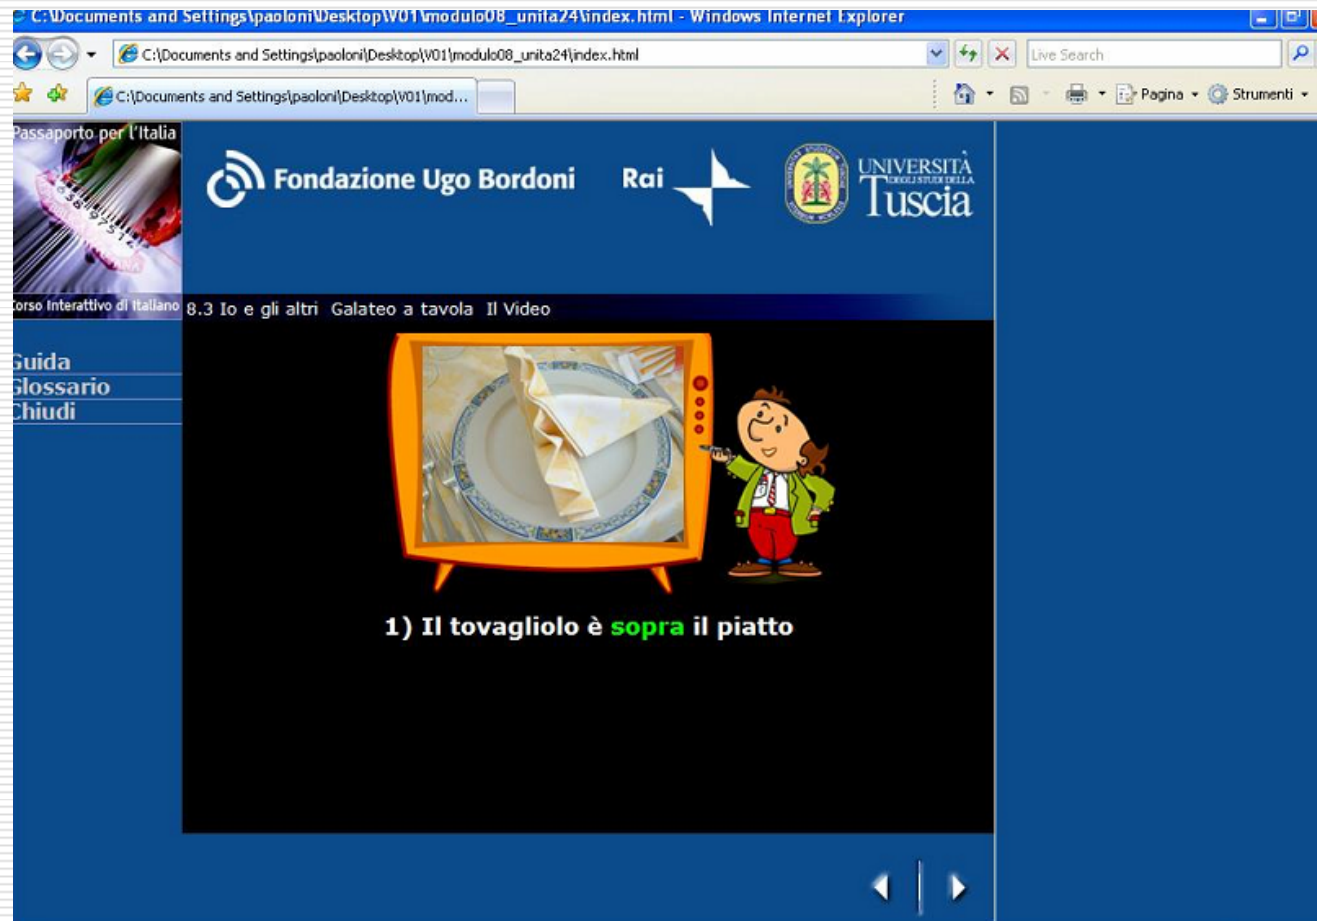 C:\Documents and Settings\paoloni\Desktop\V01\modulo08_unita24\index.html - Windows Internet Explorer
C:\Documents and Settings\paoloni\Desktop\V01\modulo08_unita24\index.html
Live Search
C:\Documents and Settings\paoloni\Desktop\V01\mod...
Pagina
Strumenti
Passaporto per l'Italia
Corso Interattivo di Italiano
Fondazione Ugo Bordoni
Rai
UNIVERSITÀ
DEGLI STUDI DELLA
Tuscia
8.3 Io e gli altri Galateo a tavola Il Video
Guida
Glossario
Chiudi
1) Il tovagliolo è sopra il piatto